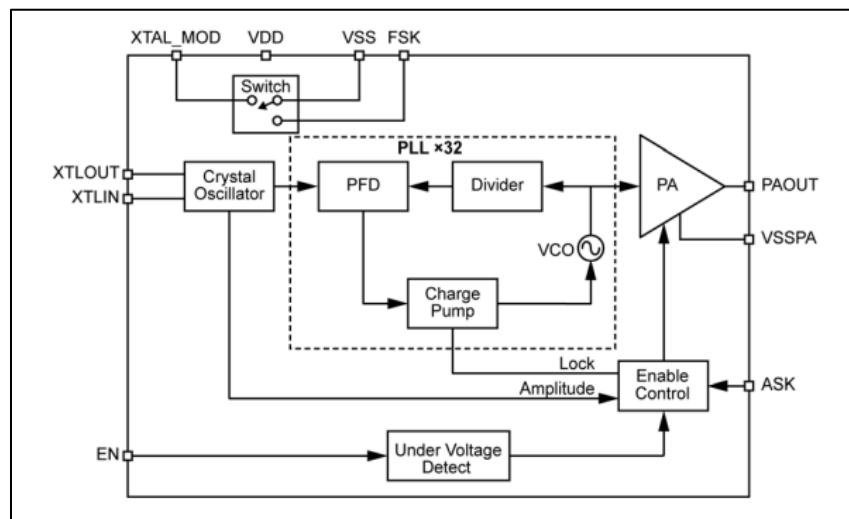 XTAL_MOD VDD VSS FSK
Switch
PLL ×32
XTLOUT
XTLIN
Crystal
Oscillator
PFD
Divider
PA
PAOUT
VSSPA
VCO
Charge
Pump
Lock
Amplitude
Enable
Control
ASK
EN
Under Voltage
Detect